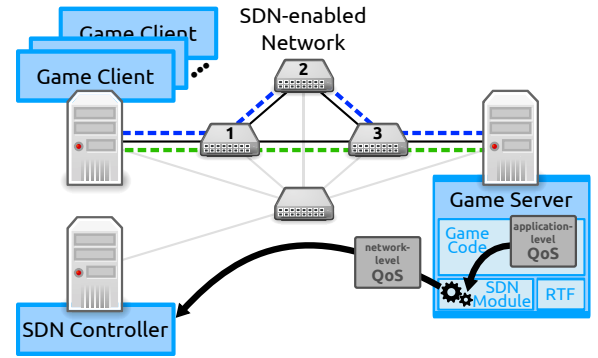 SDN-enabled
Network
Game Client
Game Client
2
1
3
Game Server
Game
Code
application-
level
QoS
network-
level
QoS
SDN
Module
RTF
SDN Controller